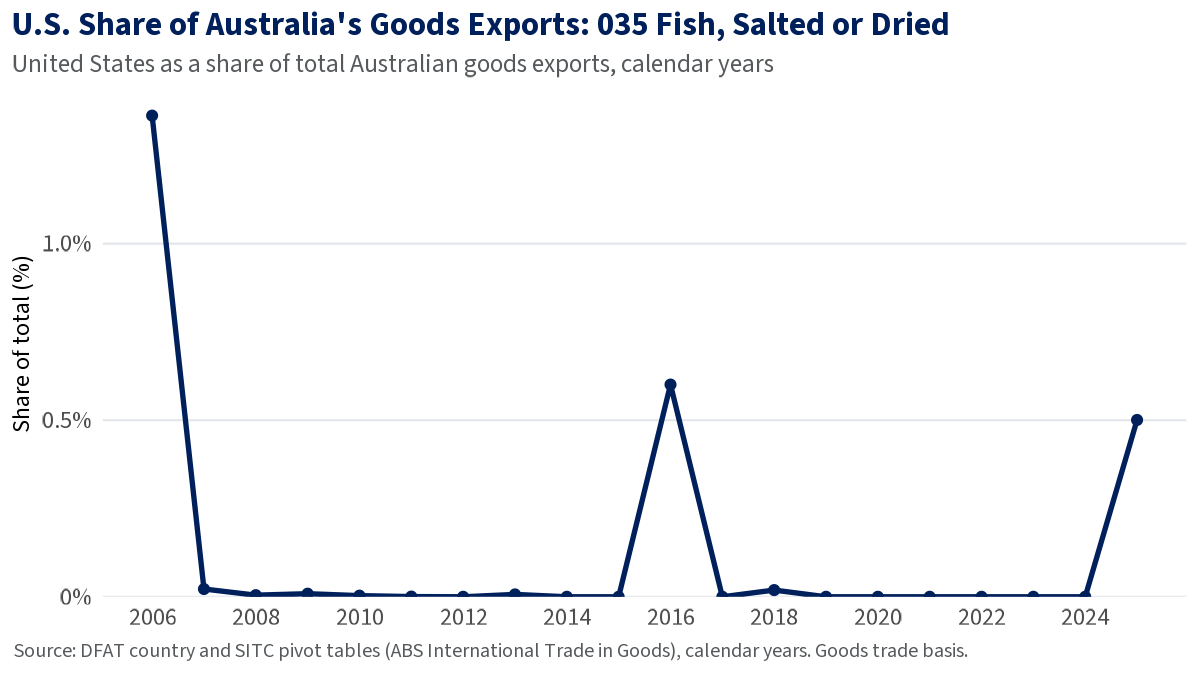 U.S. Share of Australia's Goods Exports: 035 Fish, Salted or Dried
United States as a share of total Australian goods exports, calendar years
Share of total (%)
1.0%
0.5%
0%
2006 2008 2010 2012 2014 2016 2018 2020 2022 2024
Source: DFAT country and SITC pivot tables (ABS International Trade in Goods), calendar years. Goods trade basis.